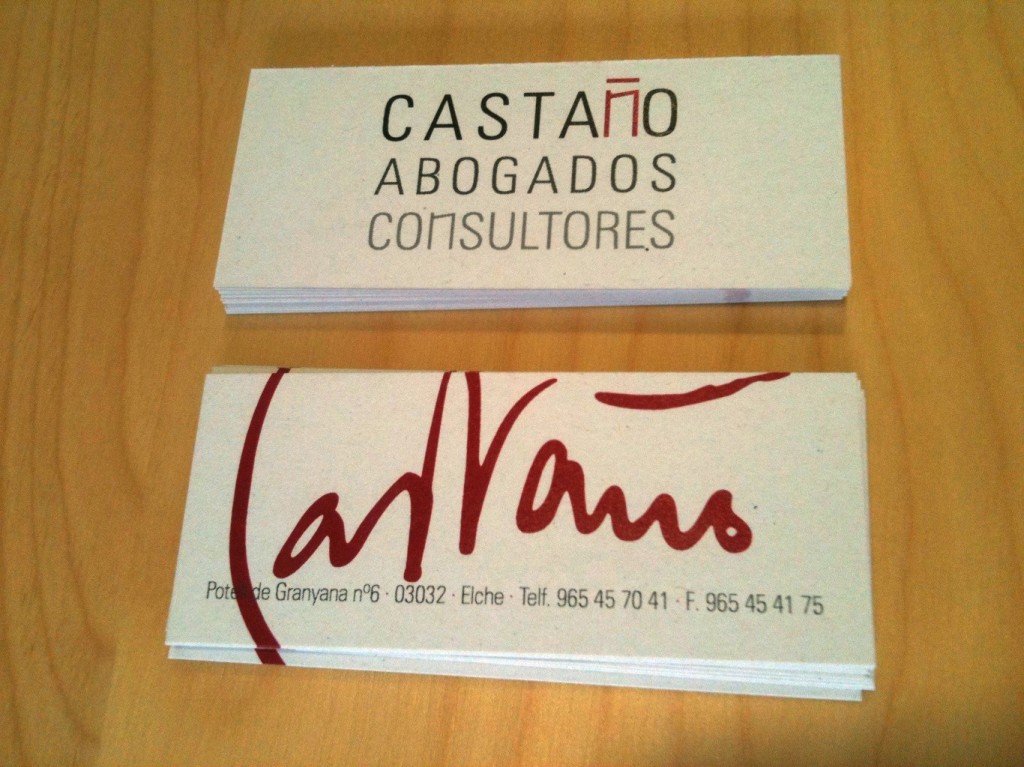 CASTAÑO
ABOGADOS
CONSULTORES
Castaño
de Granyana nº6 · 03032 · Elche · Telf. 965 45 70 41 · F. 965 45 41 75